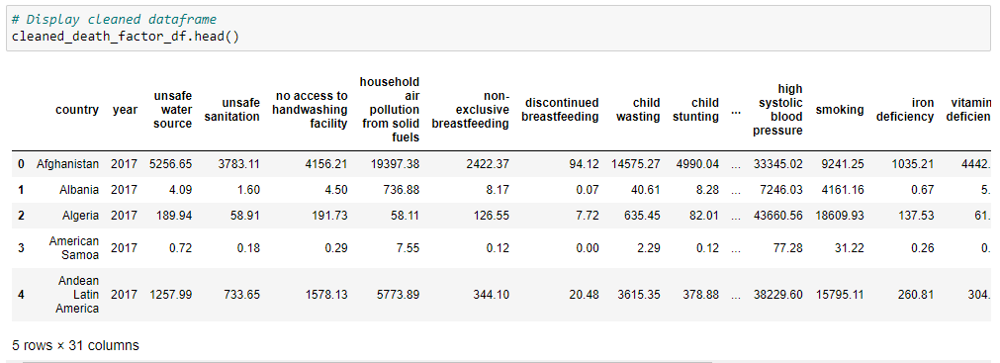 # Display cleaned dataframe
cleaned_death_factor_df.head()
household
unsafe no access to air non- high
country year water unsafe handwashing pollution exclusive discontinued child child ... systolic smoking iron vitamin
source sanitation facility from solid breastfeeding breastfeeding wasting stunting blood deficiency deficien
fuels pressure
0 Afghanistan 2017 5256.65 3783.11 4156.21 19397.38 2422.37 94.12 14575.27 4990.04 ... 33345.02 9241.25 1035.21 4442.
1 Albania 2017 4.09 1.60 4.50 736.88 8.17 0.07 40.61 8.28 ... 7246.03 4161.16 0.67 5.
2 Algeria 2017 189.94 58.91 191.73 58.11 126.55 7.72 635.45 82.01 ... 43660.56 18609.93 137.53 61.
3 American
Samoa 2017 0.72 0.18 0.29 7.55 0.12 0.00 2.29 0.12 ... 77.28 31.22 0.26 0.
4 Andean
Latin 2017 1257.99 733.65 1578.13 5773.89 344.10 20.48 3615.35 378.88 ... 38229.60 15795.11 260.81 304.
America
5 rows × 31 columns